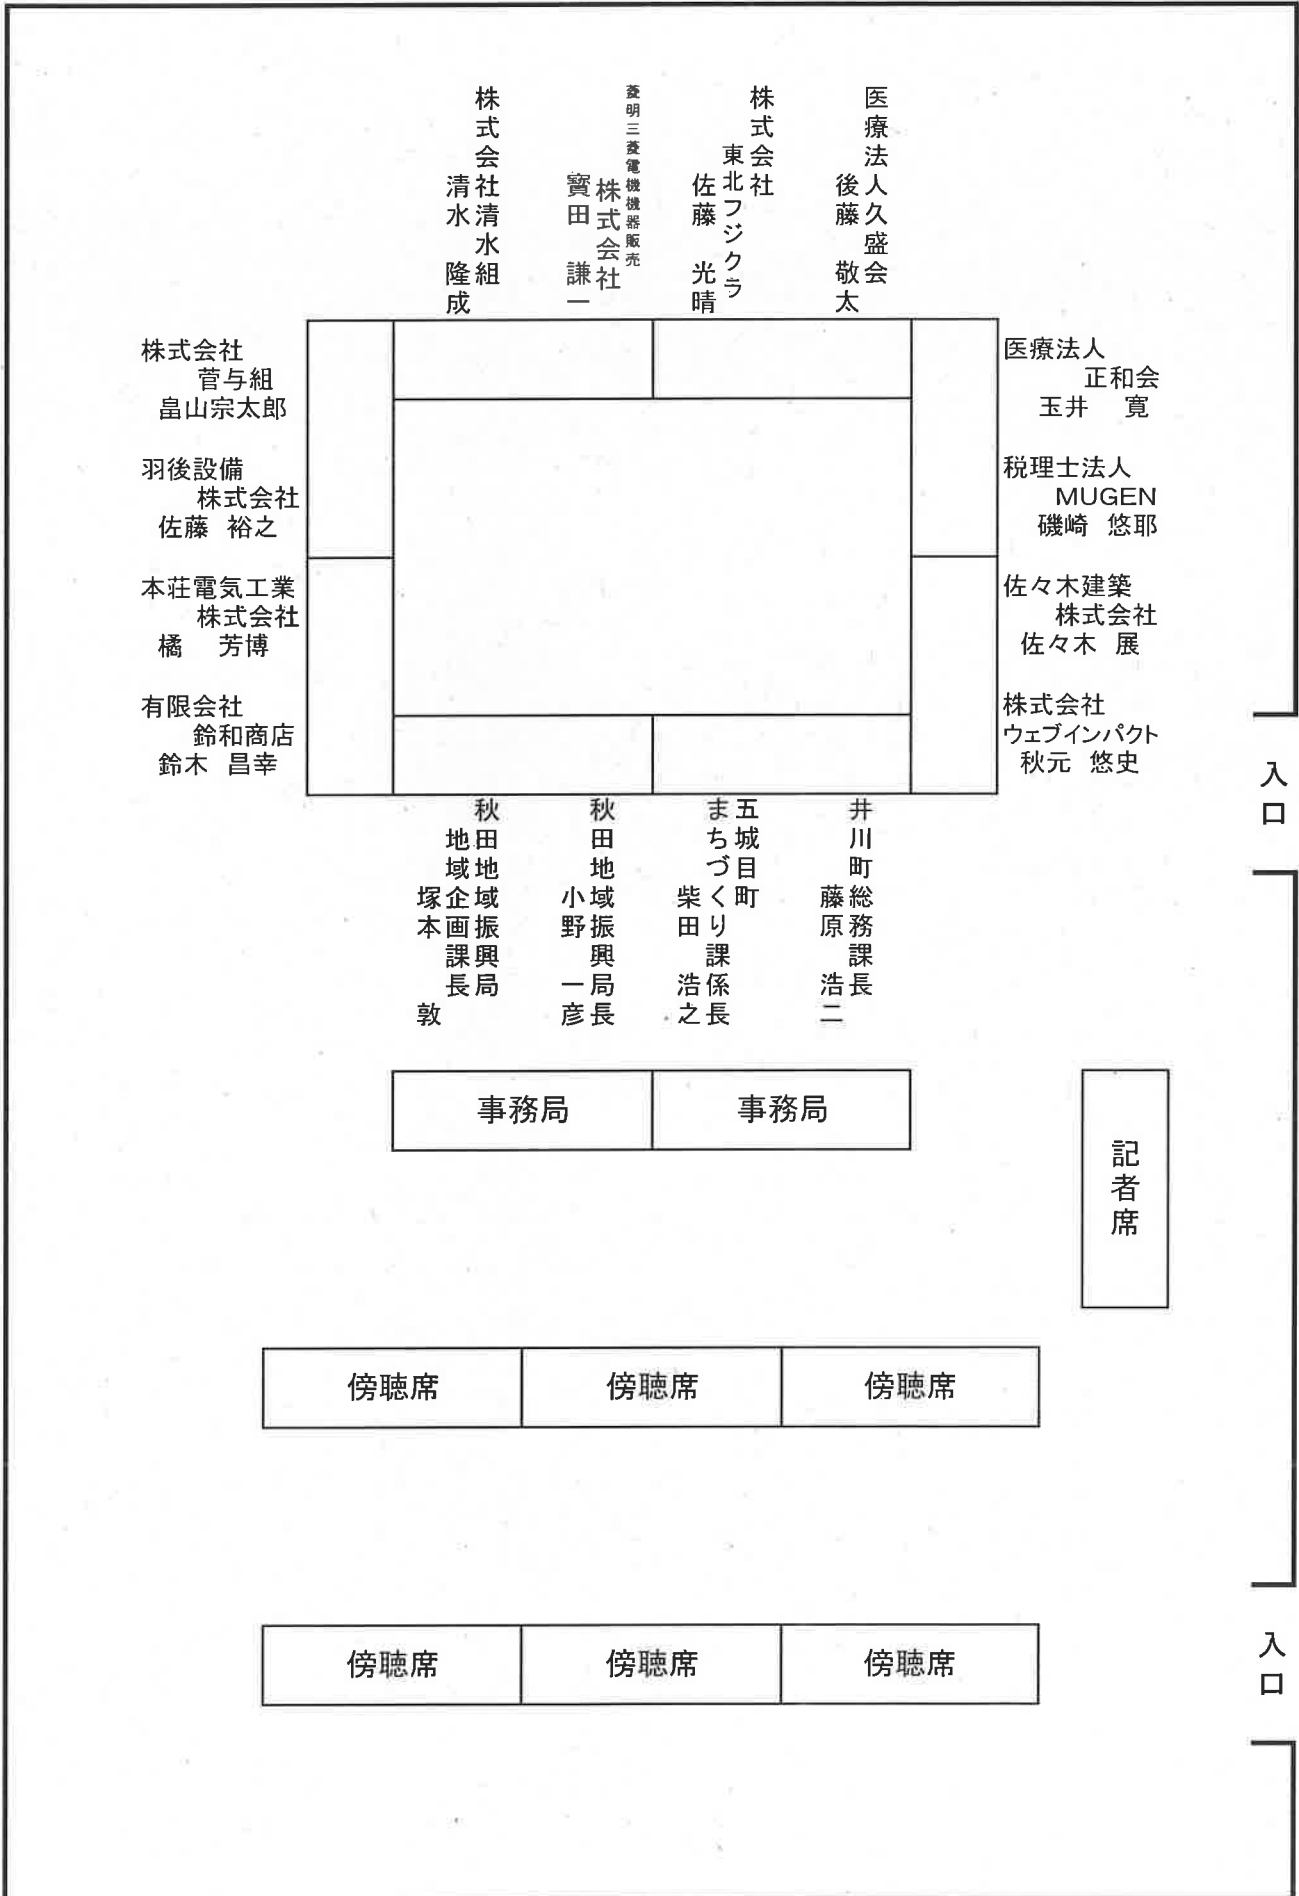 医療法人久盛会
後藤 敬太
株式会社
東北フジクラ
佐藤 光晴
菱明三菱電機機器販売
株式会社
寳田 謙一
株式会社清水組
清水 隆成
株式会社
菅与組
畠山宗太郎
羽後設備
株式会社
佐藤 裕之
本荘電気工業
株式会社
橘 芳博
有限会社
鈴和商店
鈴木 昌幸
医療法人
正和会
玉井 寛
税理士法人
MUGEN
磯崎 悠耶
佐々木建築
株式会社
佐々木 展
株式会社
ウェブインパクト
秋元 悠史
入口
井川町総務課長
藤原 浩二
五城目町
まちづくり課係長
柴田 浩之
秋田地域振興局長
小野 一彦
秋田地域振興局
地域企画課長
塚本 敦
事務局
事務局
記者席
傍聴席
傍聴席
傍聴席
傍聴席
傍聴席
傍聴席
入口